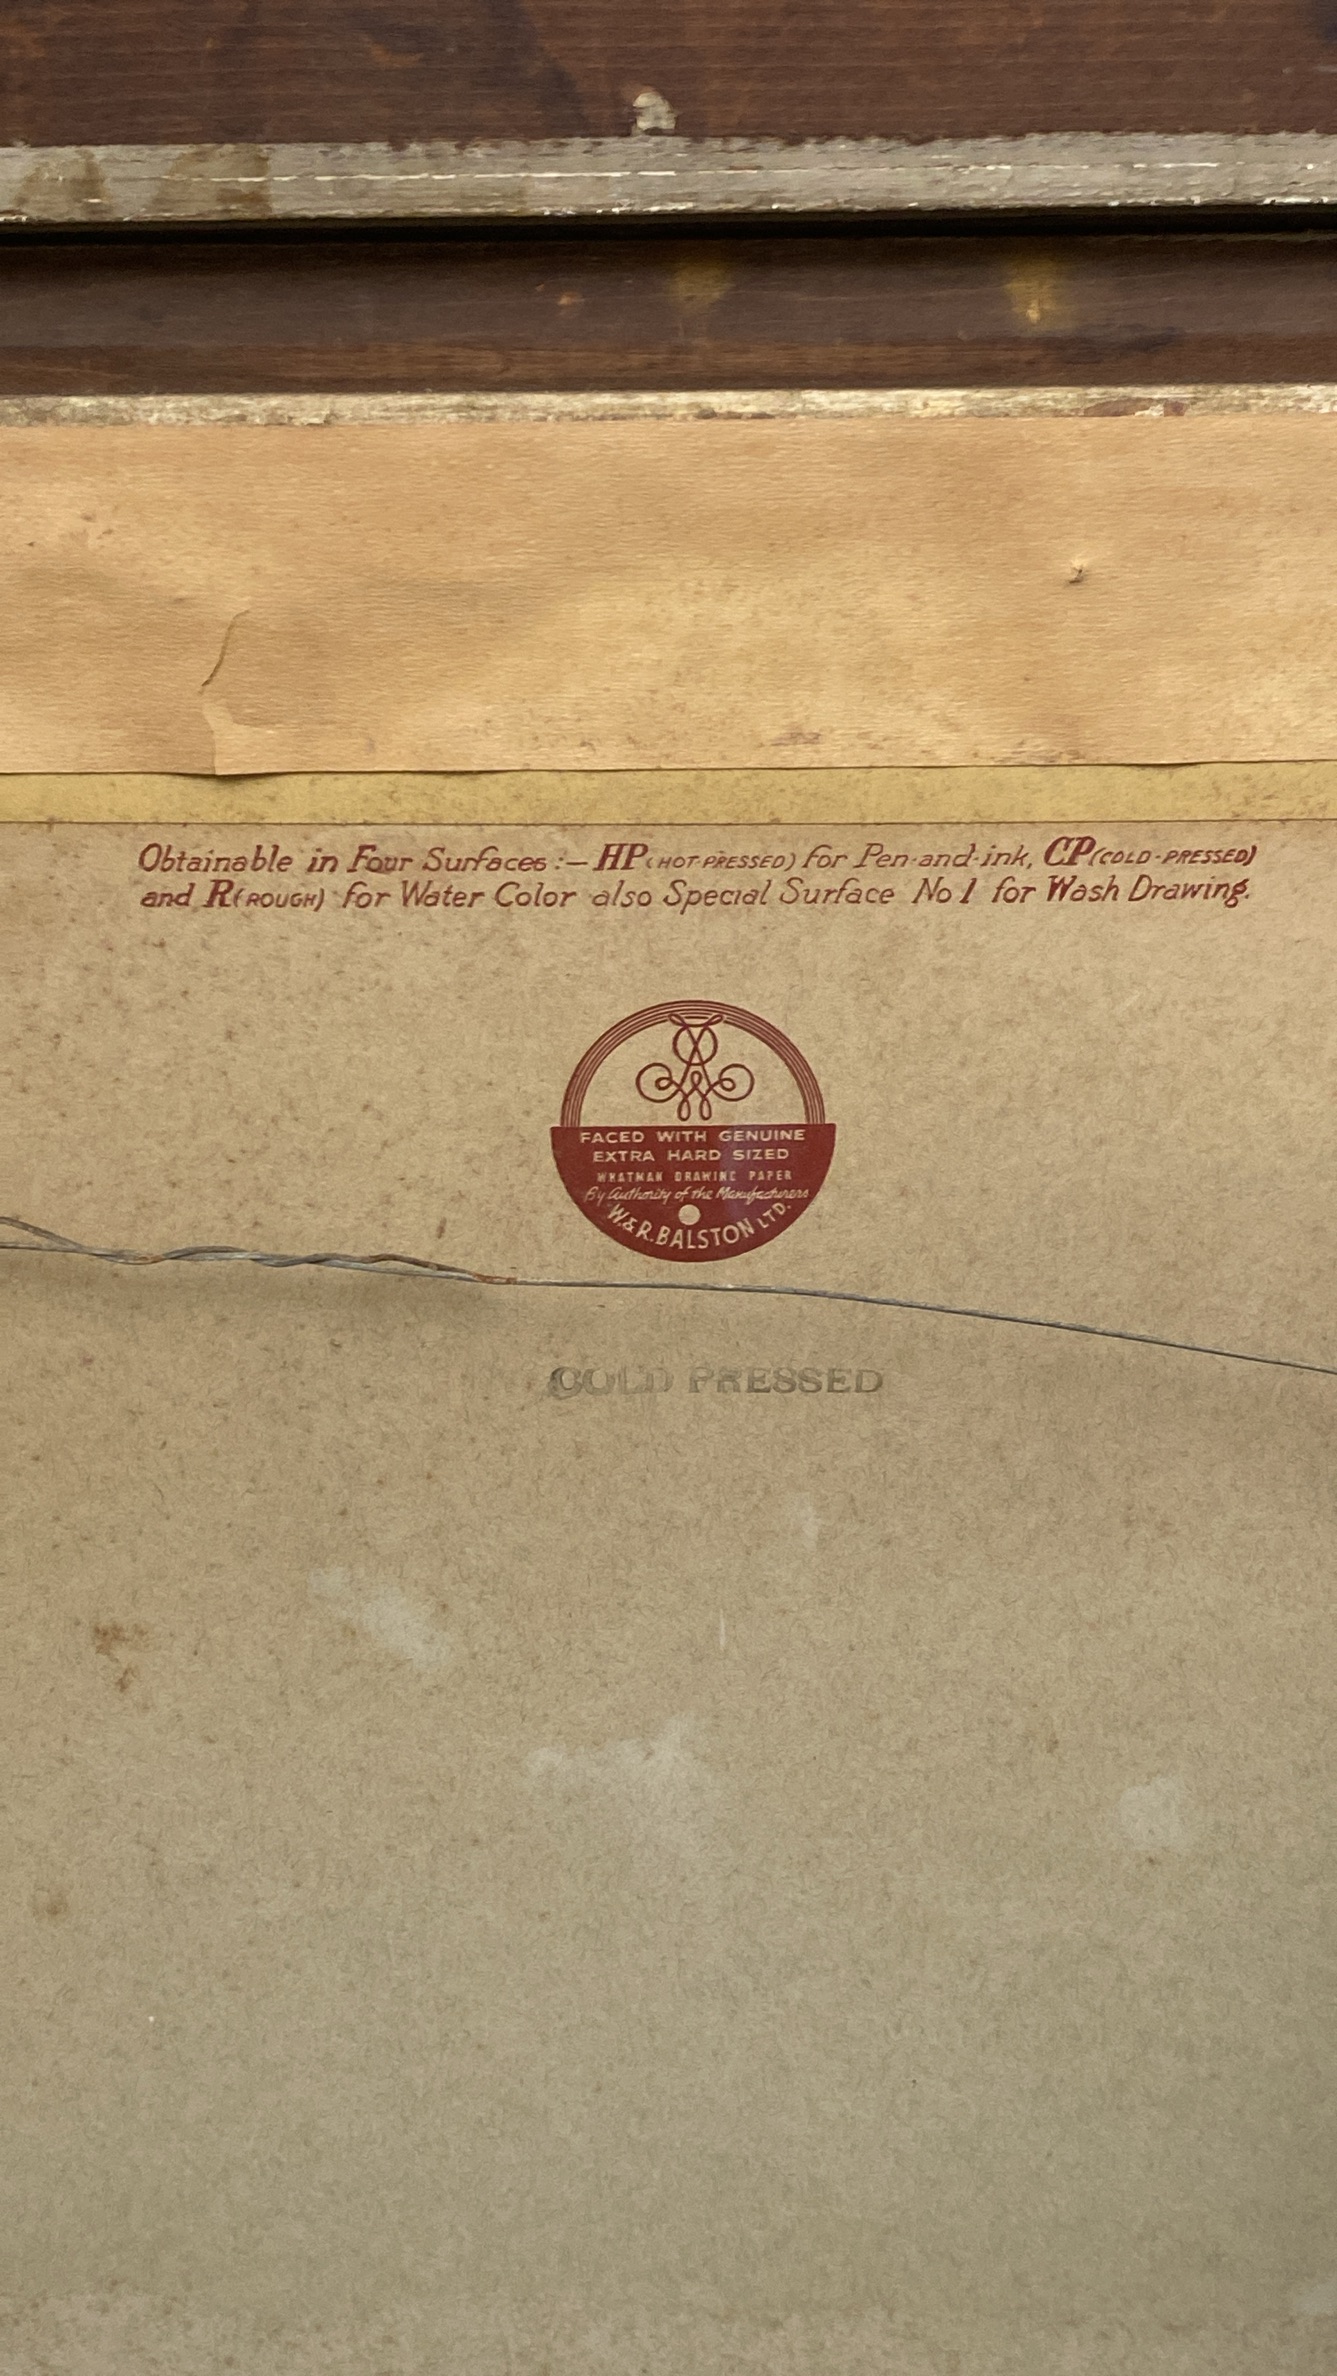 Obtainable in Four Surfaces :— HP (HOT-PRESSED) for Pen-and-ink, CP (COLD-PRESSED)
and R (ROUGH) for Water Color also Special Surface No 1 for Wash Drawing.
FACED WITH GENUINE
EXTRA HARD SIZED
WHATMAN DRAWING PAPER
By Authority of the Manufacturers
W. & R. BALSTON LTD.
COLD PRESSED